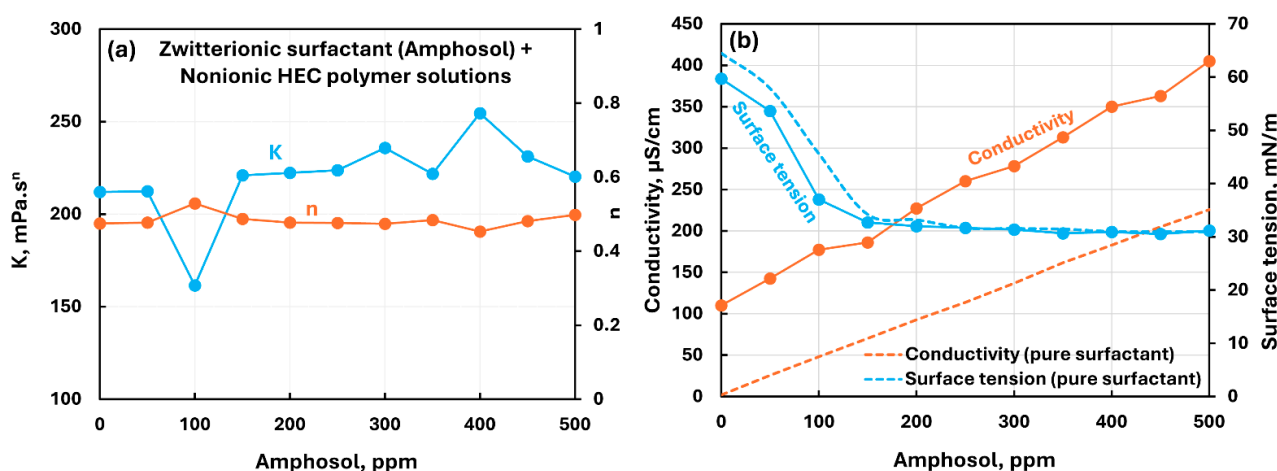 (a)
Zwitterionic surfactant (Amphosol) +
Nonionic HEC polymer solutions
K, mPa.sⁿ
300
250
200
150
100
K
n
1
0.8
0.6
0.4
0.2
0
n
0 100 200 300 400 500
Amphosol, ppm
(b)
Conductivity, µS/cm
450
400
350
300
250
200
150
100
50
0
Surface tension
Conductivity
Conductivity (pure surfactant)
Surface tension (pure surfactant)
70
60
50
40
30
20
10
0
Surface tension. mN/m
0 100 200 300 400 500
Amphosol, ppm